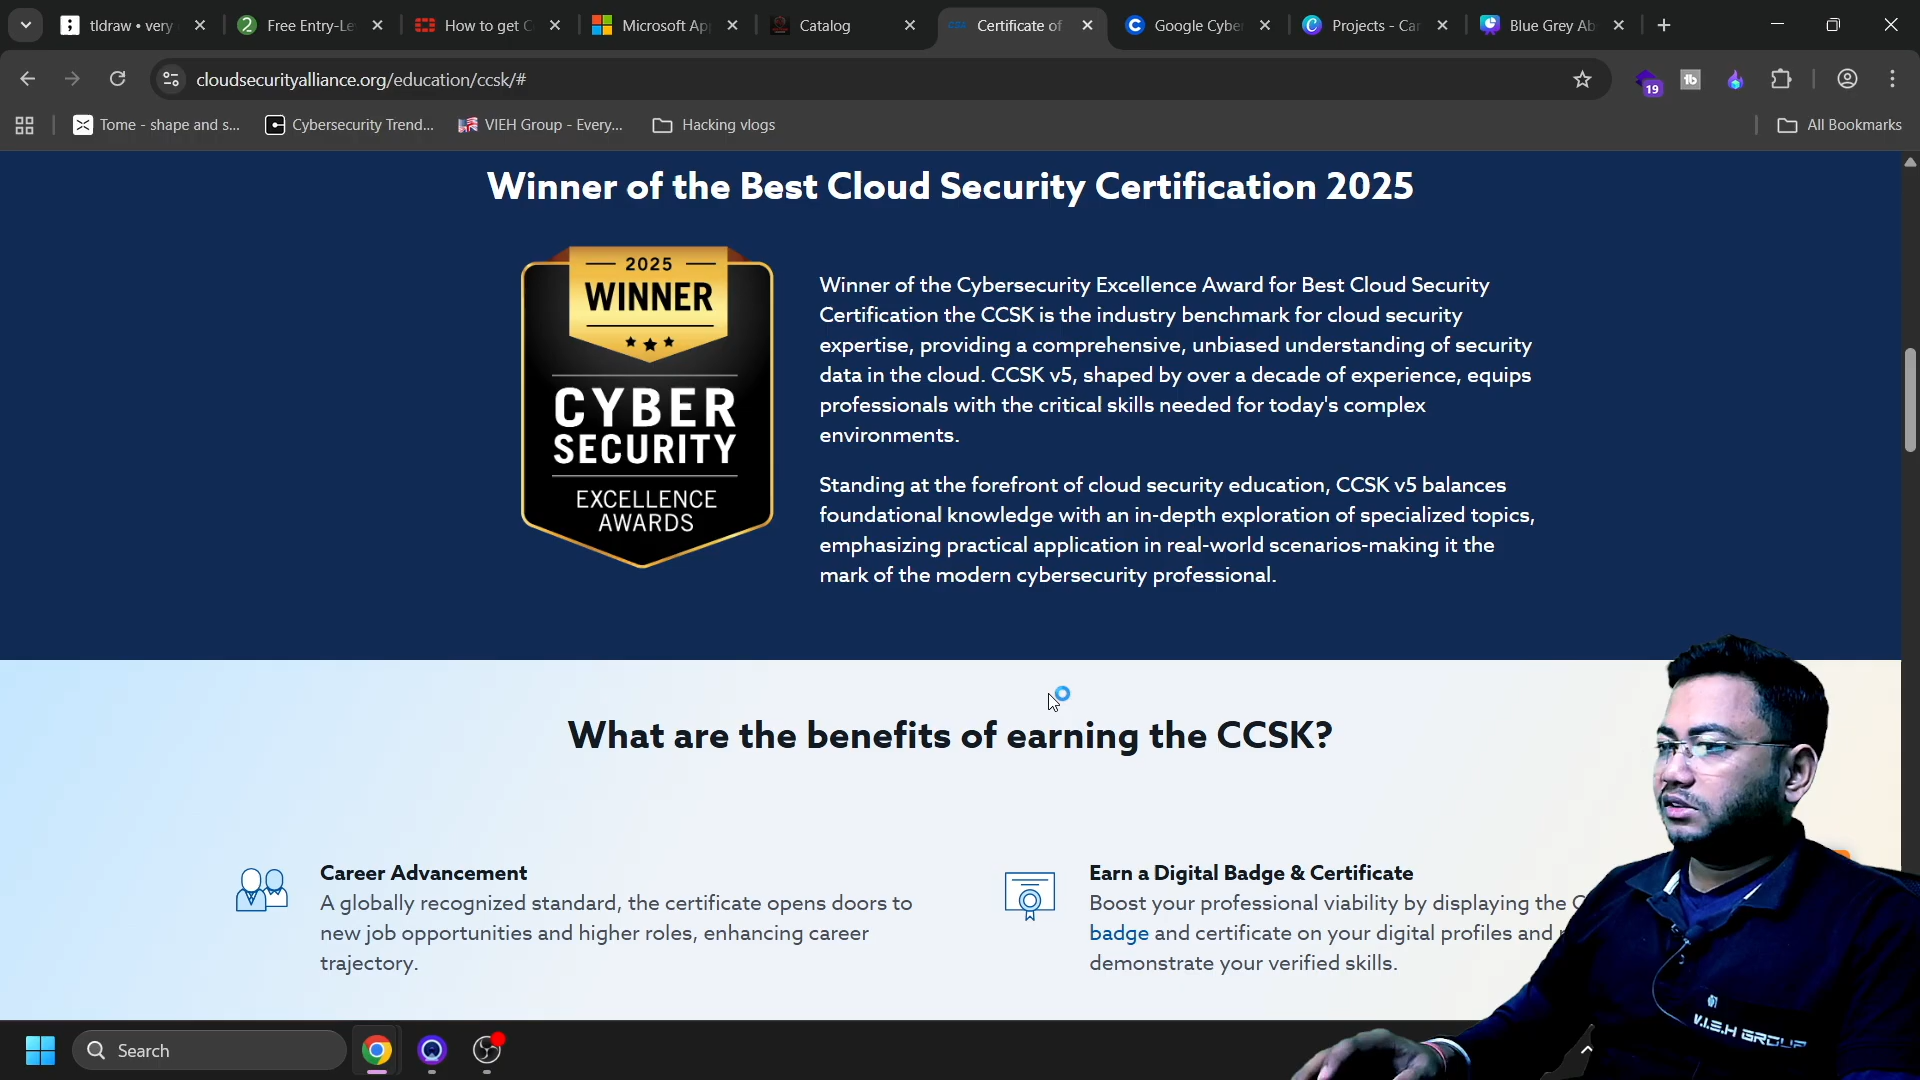 tldraw • very
Free Entry-Le
How to get C
Microsoft Ap
Catalog
Certificate of
Google Cybe
Projects - Ca
Blue Grey Ab
cloudsecurityalliance.org/education/ccsk/#
19
Tome - shape and s...
Cybersecurity Trend...
VIEH Group - Every...
Hacking vlogs
All Bookmarks
Winner of the Best Cloud Security Certification 2025
2025
WINNER
CYBER
SECURITY
EXCELLENCE
AWARDS
Winner of the Cybersecurity Excellence Award for Best Cloud Security
Certification the CCSK is the industry benchmark for cloud security
expertise, providing a comprehensive, unbiased understanding of security
data in the cloud. CCSK v5, shaped by over a decade of experience, equips
professionals with the critical skills needed for today's complex
environments.
Standing at the forefront of cloud security education, CCSK v5 balances
foundational knowledge with an in-depth exploration of specialized topics,
emphasizing practical application in real-world scenarios-making it the
mark of the modern cybersecurity professional.
What are the benefits of earning the CCSK?
Career Advancement
A globally recognized standard, the certificate opens doors to
new job opportunities and higher roles, enhancing career
trajectory.
Earn a Digital Badge & Certificate
Boost your professional viability by displaying the
badge and certificate on your digital profiles and
demonstrate your verified skills.
V.I.E.H GROUP
Search